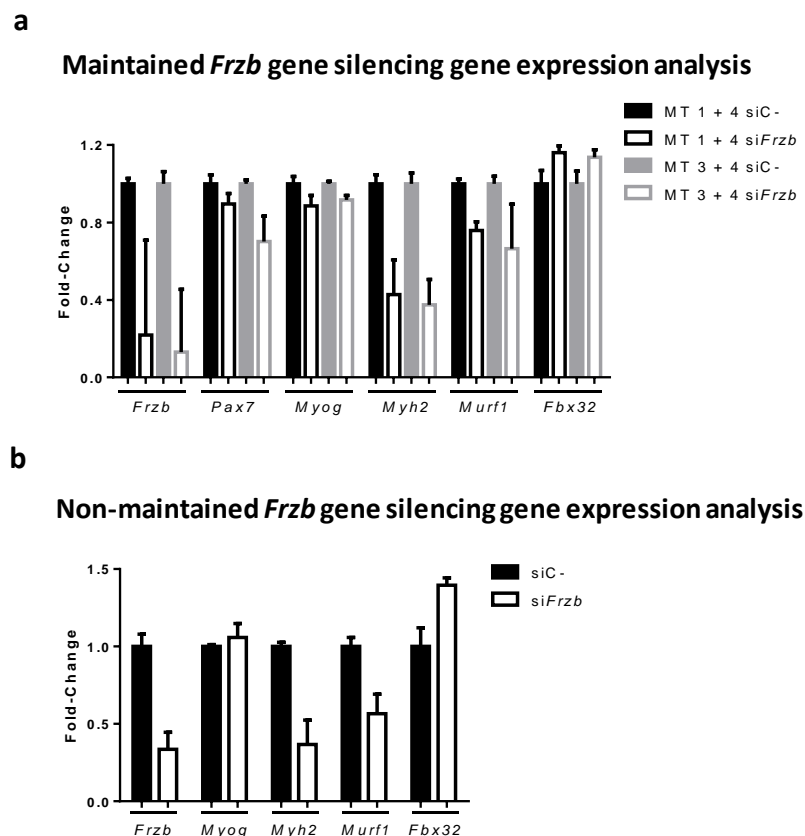 a
Maintained Frzb gene silencing gene expression analysis
MT 1 + 4 siC-
MT 1 + 4 siFrzb
MT 3 + 4 siC-
MT 3 + 4 siFrzb
Fold-Change
1.2
0.8
0.4
0.0
Frzb Pax7 Myog Myh2 Murf1 Fbx32
b
Non-maintained Frzb gene silencing gene expression analysis
siC-
siFrzb
Fold-Change
1.5
1.0
0.5
0.0
Frzb Myog Myh2 Murf1 Fbx32